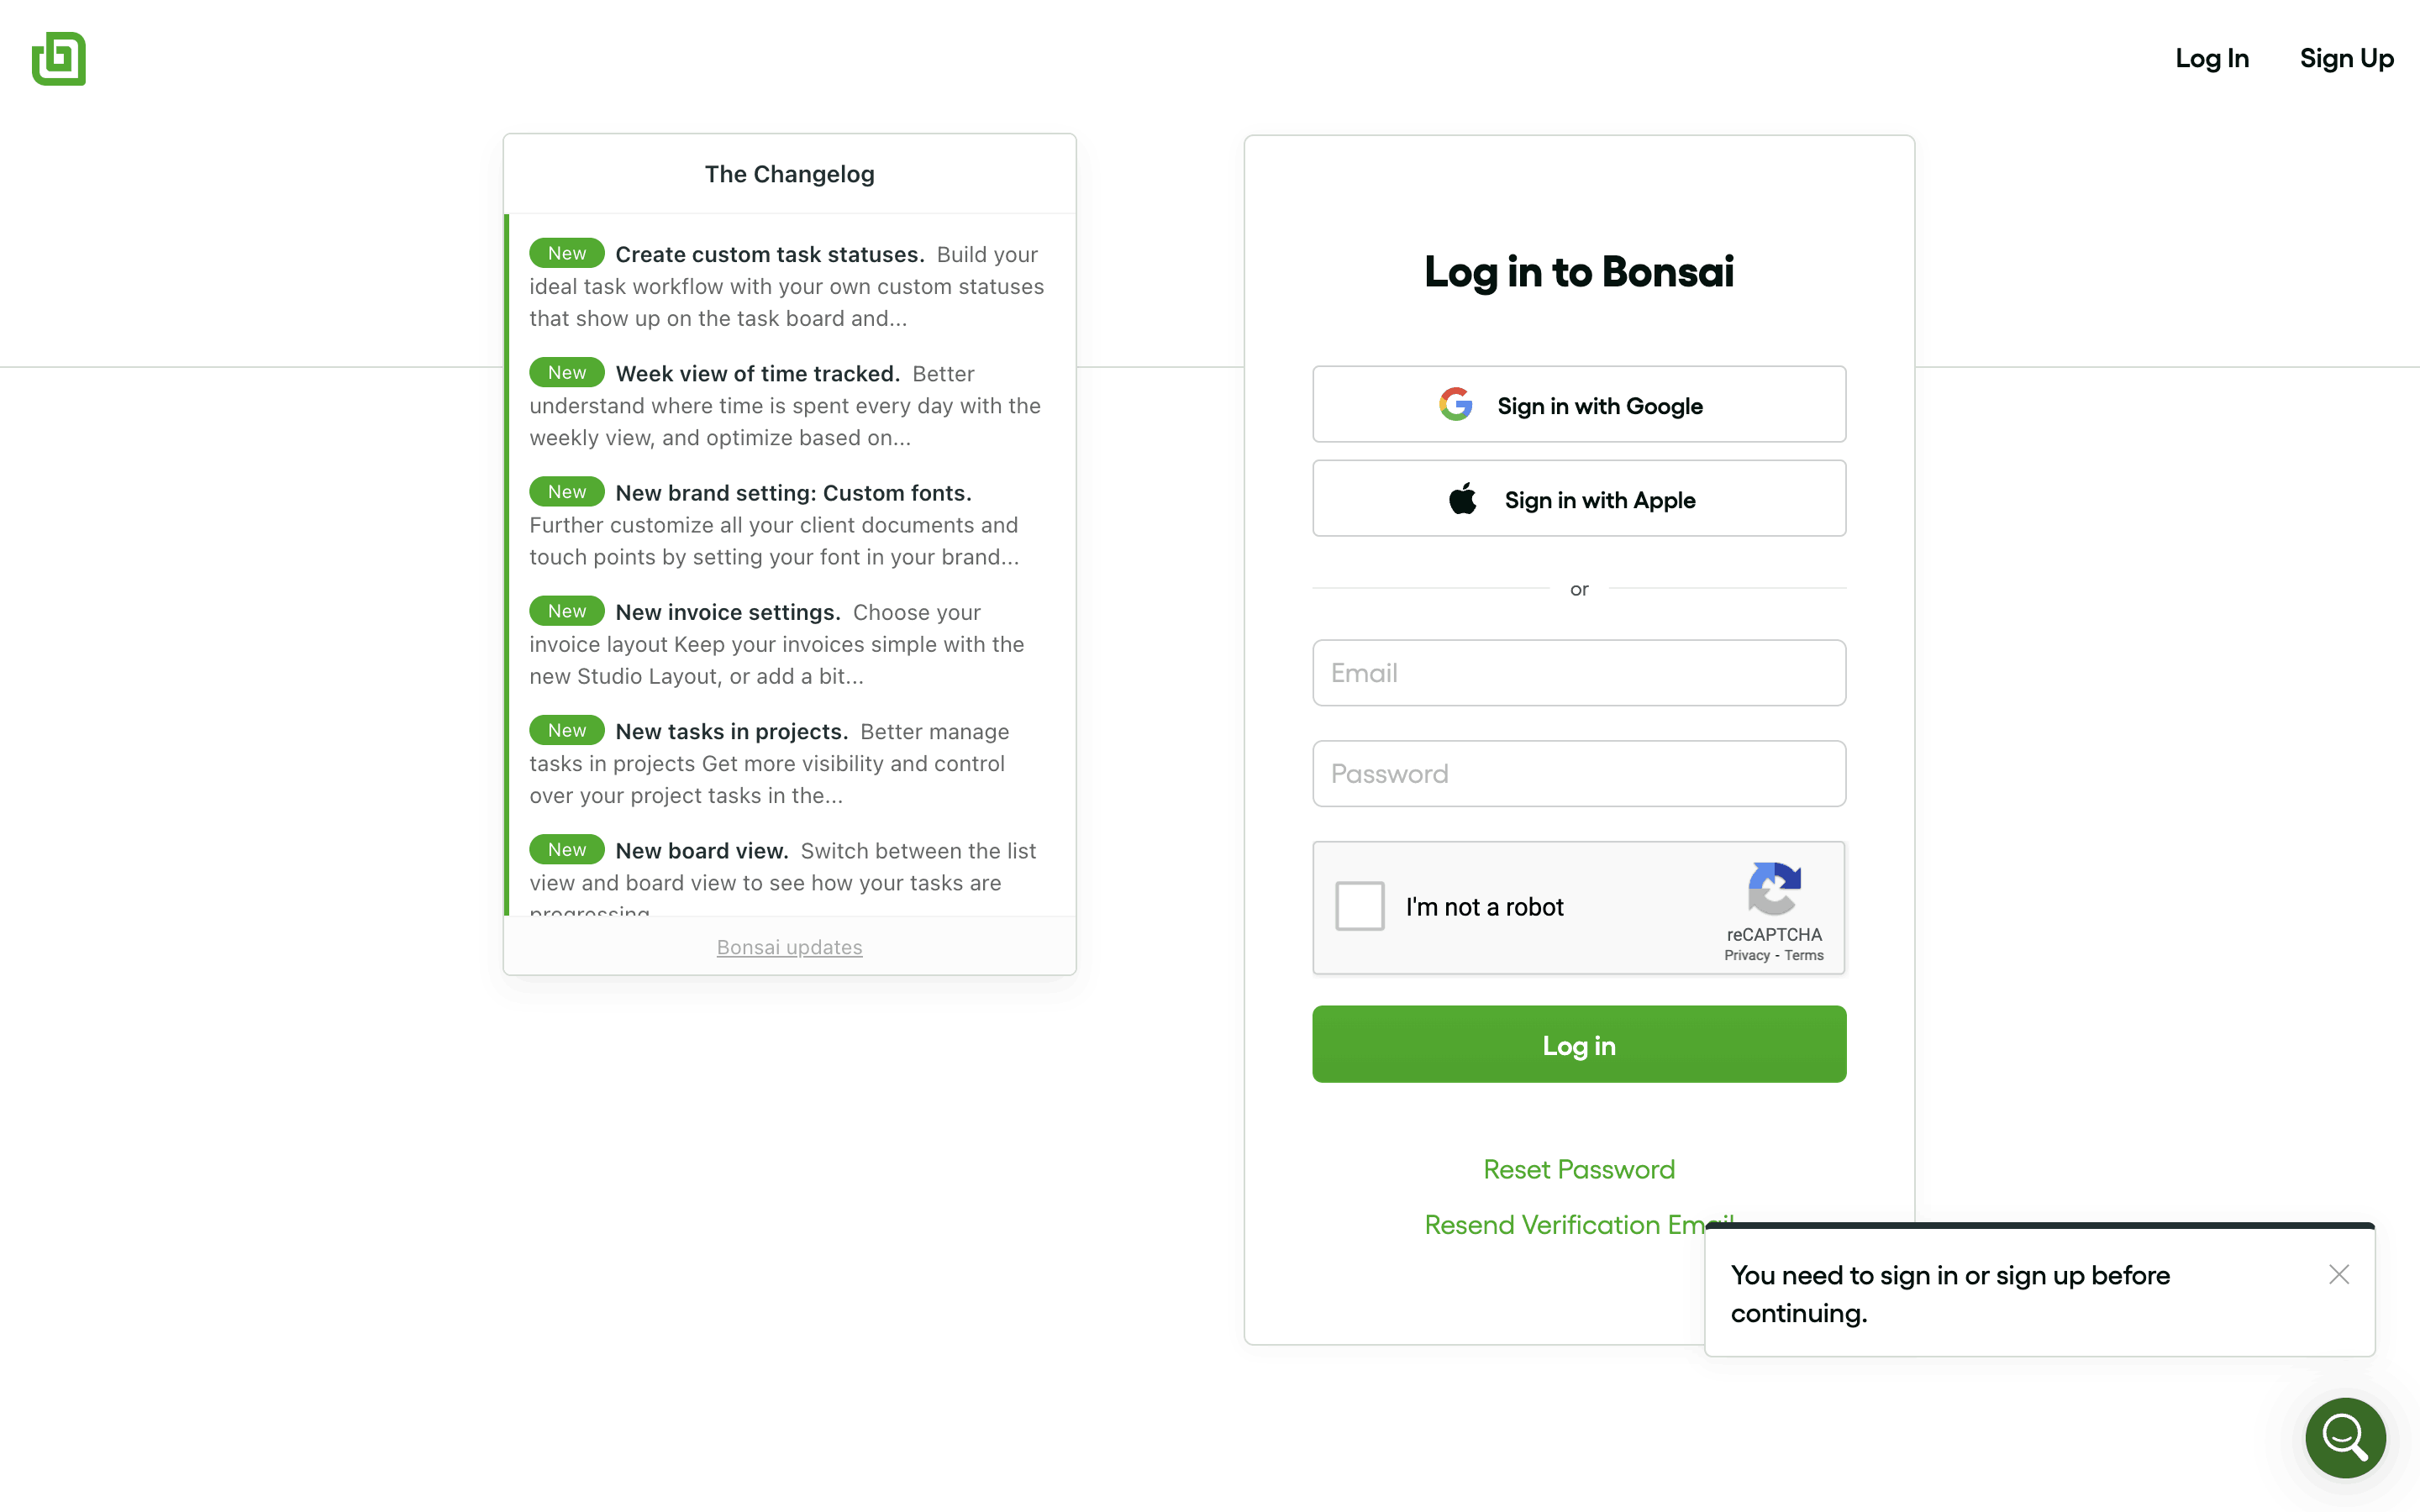 Log In
Sign Up
The Changelog
New Create custom task statuses. Build your
ideal task workflow with your own custom statuses
that show up on the task board and...
New Week view of time tracked. Better
understand where time is spent every day with the
weekly view, and optimize based on...
New New brand setting: Custom fonts.
Further customize all your client documents and
touch points by setting your font in your brand...
New New invoice settings. Choose your
invoice layout Keep your invoices simple with the
new Studio Layout, or add a bit...
New New tasks in projects. Better manage
tasks in projects Get more visibility and control
over your project tasks in the...
New New board view. Switch between the list
view and board view to see how your tasks are
progressing
Bonsai updates
Log in to Bonsai
Sign in with Google
Sign in with Apple
or
Email
Password
I'm not a robot
reCAPTCHA
Privacy - Terms
Log in
Reset Password
Resend Verification Email
You need to sign in or sign up before
continuing.